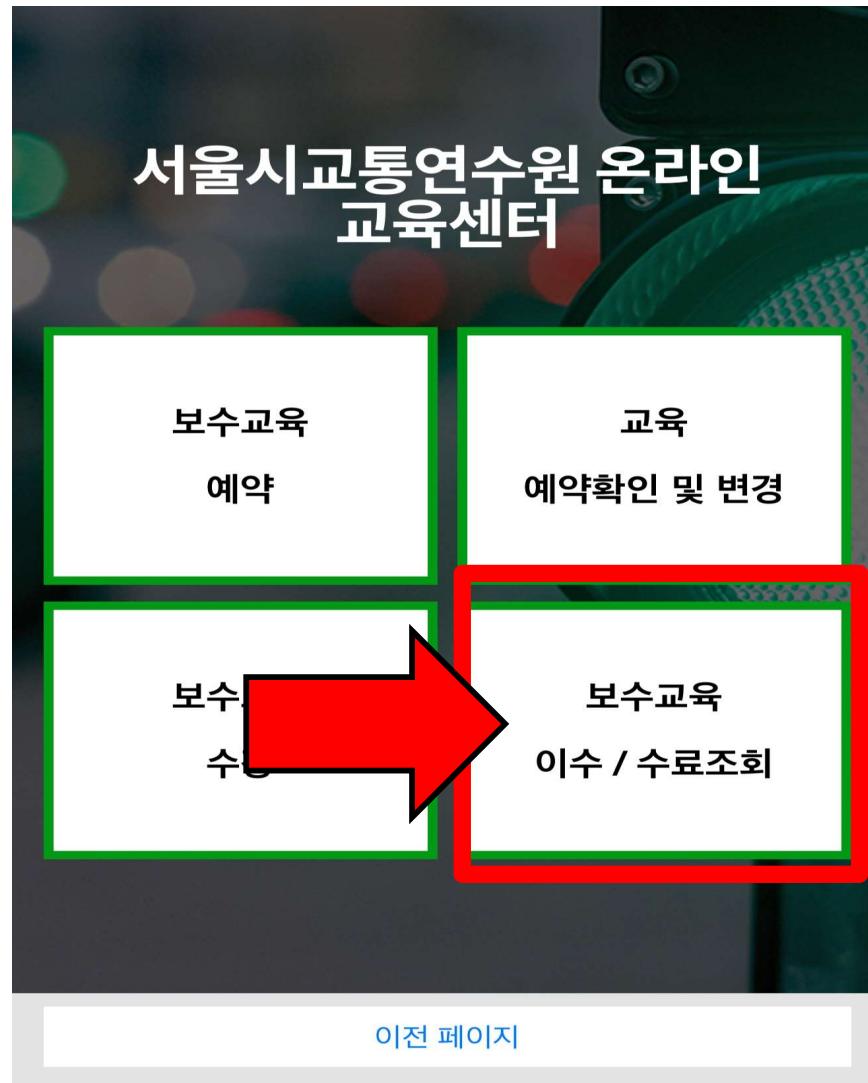 서울시교통연수원 온라인
교육센터
보수교육
예약
교육
예약확인 및 변경
보수
보수교육
이수 / 수료조회
이전 페이지